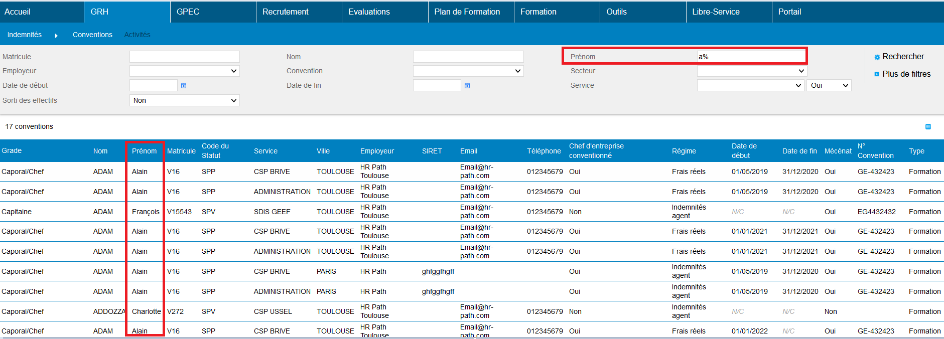 Accueil GRH GPEC Recrutement Evaluations Plan de Formation Formation Outils Libre-Service Portail
Indemnités Conventions Activités
Matricule Nom Prénom a% Rechercher
Employeur Convention Secteur Plus de filtres
Date de début Date de fin Service Oui
Sorti des effectifs Non
17 conventions
Grade Nom Prénom Matricule Code du Statut Service Ville Employeur SIRET Email Téléphone Chef d'entreprise conventionné Régime Date de début Date de fin Mécénat N° Convention Type
Caporal/Chef ADAM Alain V16 SPP CSP BRIVE TOULOUSE HR Path Toulouse Email@hr-path.com 012345679 Oui Frais réels 01/05/2019 31/12/2020 Oui GE-432423 Formation
Caporal/Chef ADAM Alain V16 SPP ADMINISTRATION TOULOUSE HR Path Toulouse Email@hr-path.com 012345679 Oui Frais réels 01/05/2019 31/12/2020 Oui GE-432423 Formation
Capitaine ADAM François V15543 SPV SDIS GEEF TOULOUSE HR Path Toulouse Email@hr-path.com 012345679 Non Indemnités agent N/C N/C Oui EG4432432 Formation
Caporal/Chef ADAM Alain V16 SPP CSP BRIVE TOULOUSE HR Path Toulouse Email@hr-path.com 012345679 Oui Frais réels 01/01/2021 31/12/2021 Oui GE-432423 Formation
Caporal/Chef ADAM Alain V16 SPP ADMINISTRATION TOULOUSE HR Path Toulouse Email@hr-path.com 012345679 Oui Frais réels 01/01/2021 31/12/2021 Oui GE-432423 Formation
Caporal/Chef ADAM Alain V16 SPP CSP BRIVE PARIS HR Path Oui Indemnités agent 01/05/2019 31/12/2020 Oui GE-432423 Formation
Caporal/Chef ADAM Alain V16 SPP ADMINISTRATION PARIS HR Path Oui Indemnités agent 01/05/2019 31/12/2020 Oui GE-432423 Formation
Caporal/Chef ADDOZZA Charlotte V272 SPV CSP USSEL TOULOUSE HR Path Toulouse Email@hr-path.com 012345679 Non Indemnités agent N/C N/C Non Formation
Caporal/Chef ADAM Alain V16 SPP CSP BRIVE TOULOUSE HR Path Toulouse Email@hr-path.com 012345679 Oui Frais réels 01/01/2022 N/C Oui GE-432423 Formation